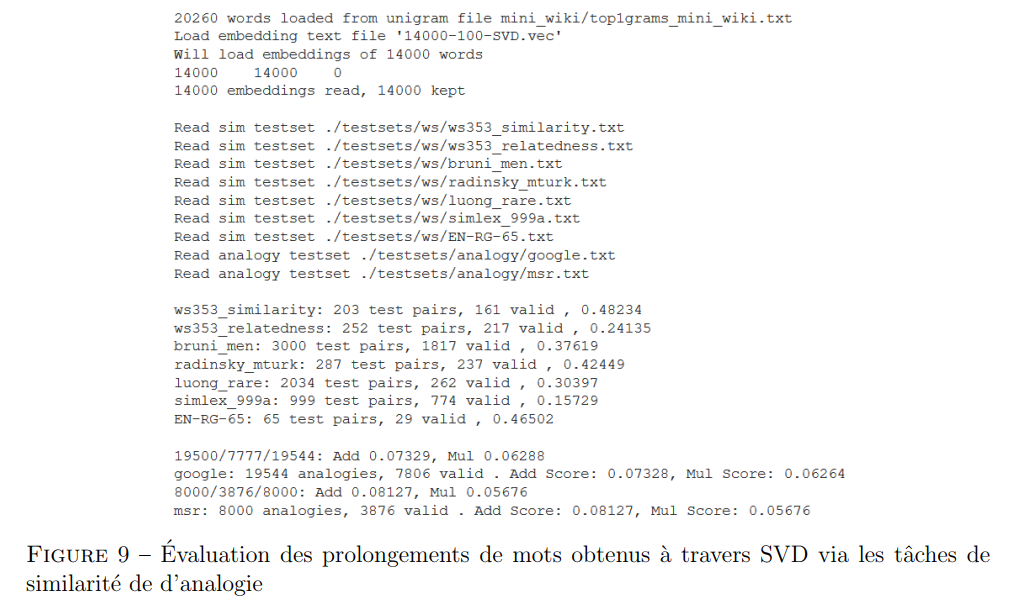 20260 words loaded from unigram file mini_wiki/top1grams_mini_wiki.txt
Load embedding text file '14000-100-SVD.vec'
Will load embeddings of 14000 words
14000    14000    0
14000 embeddings read, 14000 kept
Read sim testset ./testsets/ws/ws353_similarity.txt
Read sim testset ./testsets/ws/ws353_relatedness.txt
Read sim testset ./testsets/ws/bruni_men.txt
Read sim testset ./testsets/ws/radinsky_mturk.txt
Read sim testset ./testsets/ws/luong_rare.txt
Read sim testset ./testsets/ws/simlex_999a.txt
Read sim testset ./testsets/ws/EN-RG-65.txt
Read analogy testset ./testsets/analogy/google.txt
Read analogy testset ./testsets/analogy/msr.txt
ws353_similarity: 203 test pairs, 161 valid , 0.48234
ws353_relatedness: 252 test pairs, 217 valid , 0.24135
bruni_men: 3000 test pairs, 1817 valid , 0.37619
radinsky_mturk: 287 test pairs, 237 valid , 0.42449
luong_rare: 2034 test pairs, 262 valid , 0.30397
simlex_999a: 999 test pairs, 774 valid , 0.15729
EN-RG-65: 65 test pairs, 29 valid , 0.46502
19500/7777/19544: Add 0.07329, Mul 0.06288
google: 19544 analogies, 7806 valid . Add Score: 0.07328, Mul Score: 0.06264
8000/3876/8000: Add 0.08127, Mul 0.05676
msr: 8000 analogies, 3876 valid . Add Score: 0.08127, Mul Score: 0.05676
FIGURE 9 – Évaluation des prolongements de mots obtenus à travers SVD via les tâches de
similarité de d'analogie